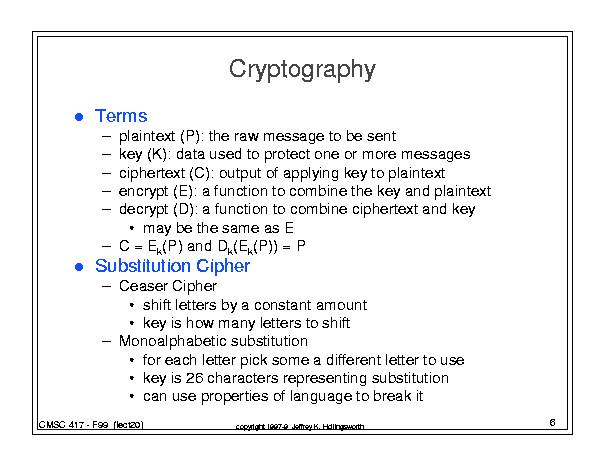 Cryptography
● Terms
– plaintext (P): the raw message to be sent
– key (K): data used to protect one or more messages
– ciphertext (C): output of applying key to plaintext
– encrypt (E): a function to combine the key and plaintext
– decrypt (D): a function to combine ciphertext and key
• may be the same as E
– C = Ek(P) and Dk(Ek(P)) = P
● Substitution Cipher
– Ceaser Cipher
• shift letters by a constant amount
• key is how many letters to shift
– Monoalphabetic substitution
• for each letter pick some a different letter to use
• key is 26 characters representing substitution
• can use properties of language to break it
CMSC 417 - F99 (lect20)
copyright 1997-9 Jeffrey K. Hollingsworth
6